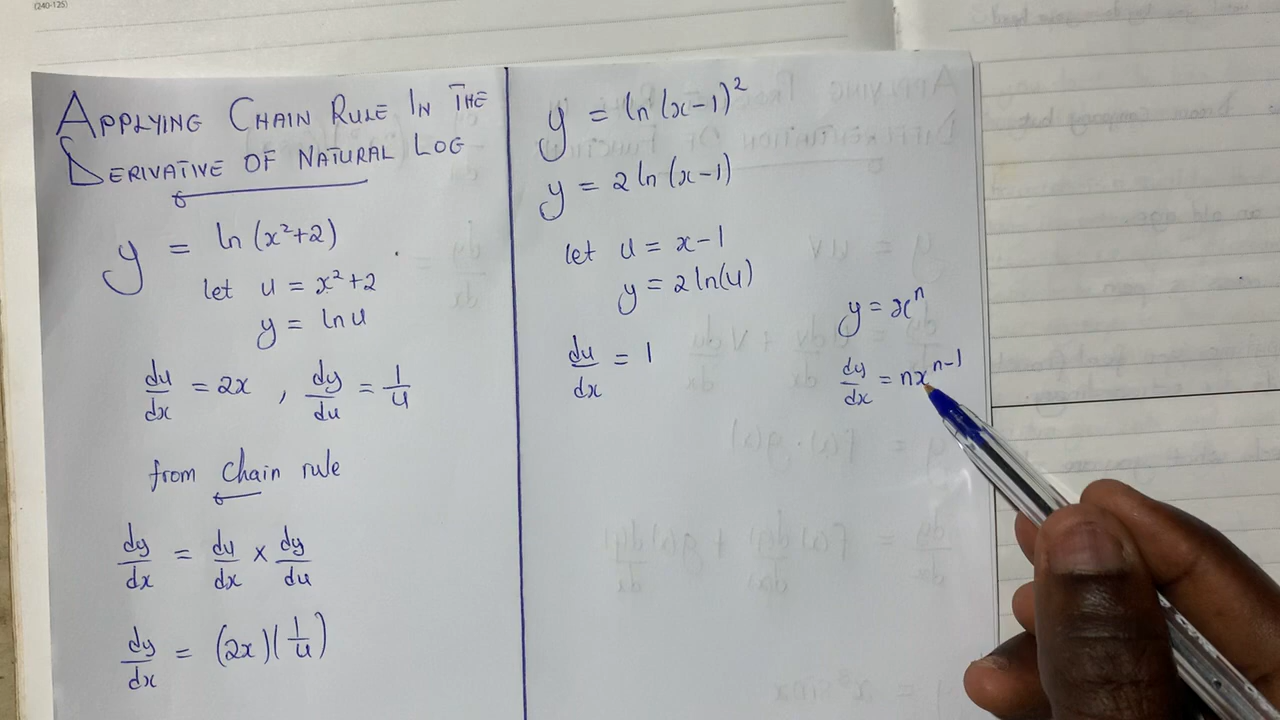 (240-125)
APPLYING CHAIN RULE IN THE
DERIVATIVE OF NATURAL LOG
y = ln(x²+2)
let u = x²+2
y = ln u
du/dx = 2x , dy/du = 1/u
from chain rule
dy/dx = du/dx × dy/du
dy/dx = (2x)(1/u)
y = ln(x-1)²
y = 2 ln(x-1)
let u = x-1
y = 2 ln(u)
du/dx = 1
y = xⁿ
dy/dx = nxⁿ⁻¹